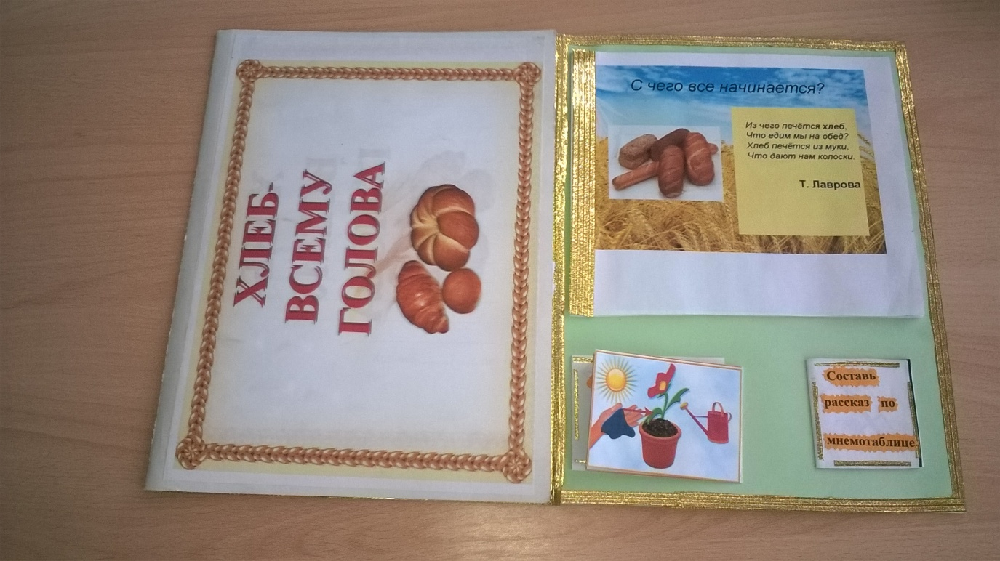 ХЛЕБ-
ВСЕМУ
ГОЛОВА
С чего все начинается?
Из чего печётся хлеб,
Что едим мы на обед?
Хлеб печётся из муки,
Что дают нам колоски.
Т. Лаврова
Составь
рассказ по
мнемотаблице